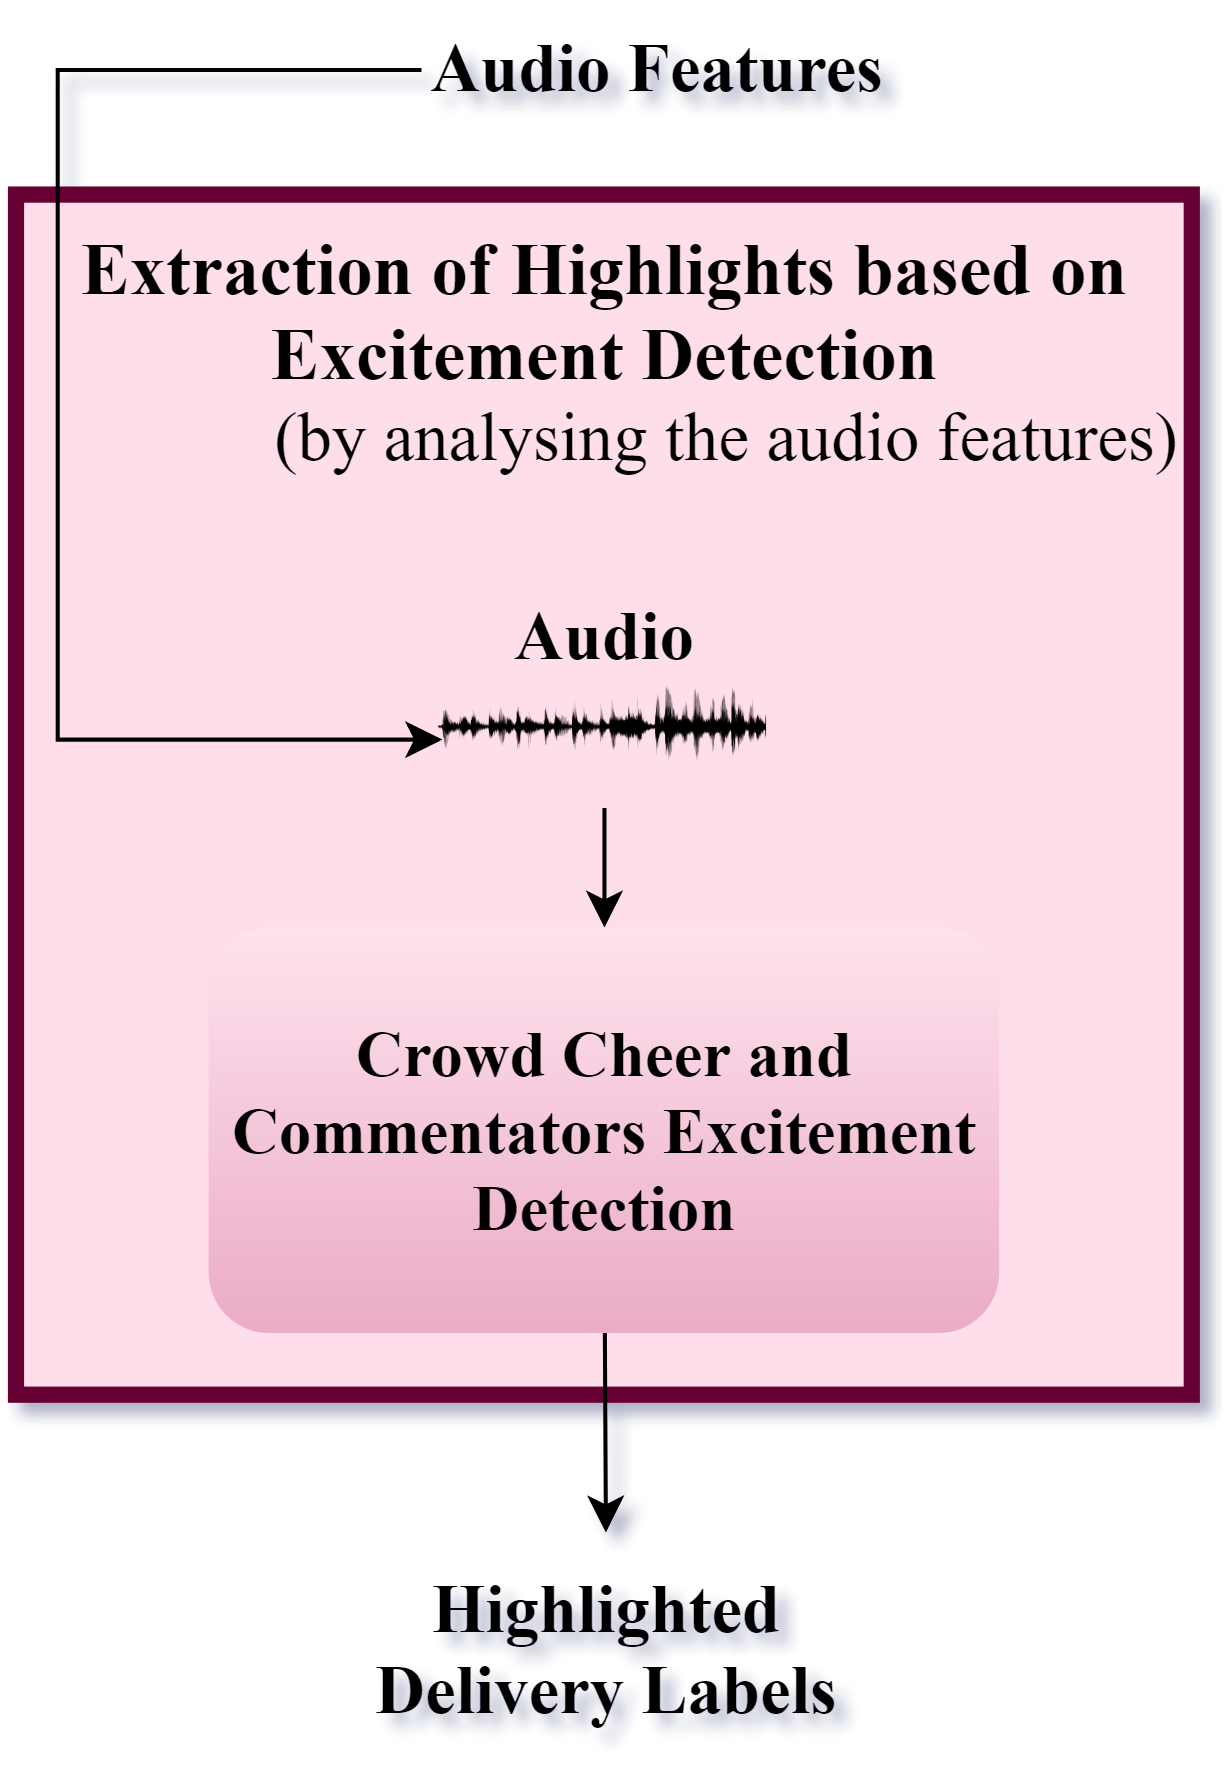 Audio Features
Extraction of Highlights based on
Excitement Detection
(by analysing the audio features)
Audio
Crowd Cheer and
Commentators Excitement
Detection
Highlighted
Delivery Labels